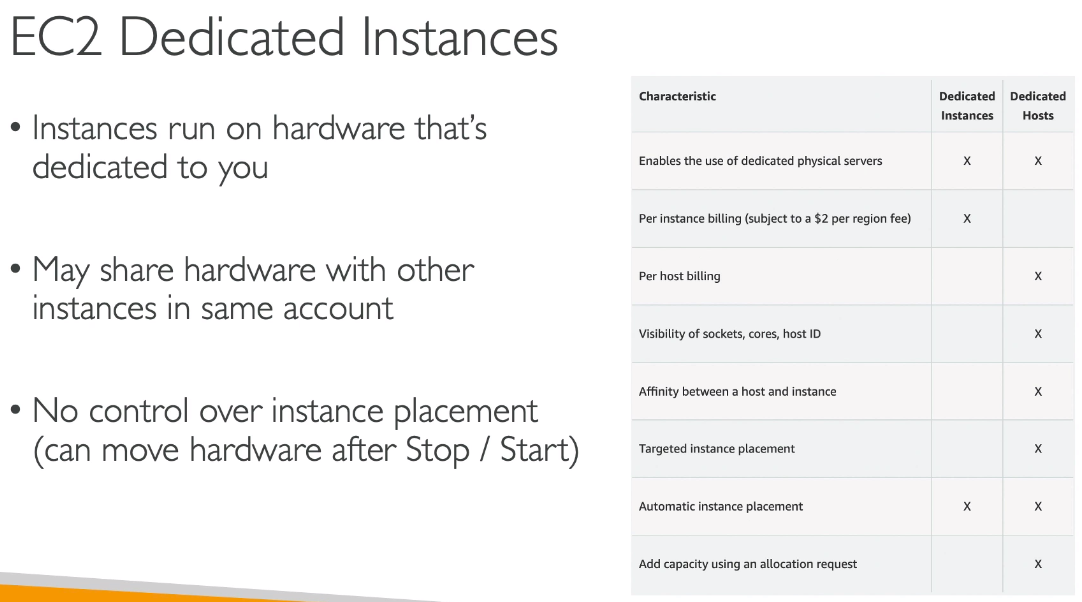 EC2 Dedicated Instances
• Instances run on hardware that's
dedicated to you
• May share hardware with other
instances in same account
• No control over instance placement
(can move hardware after Stop / Start)
Characteristic Dedicated Instances Dedicated Hosts
Enables the use of dedicated physical servers X X
Per instance billing (subject to a $2 per region fee) X
Per host billing X
Visibility of sockets, cores, host ID X
Affinity between a host and instance X
Targeted instance placement X
Automatic instance placement X X
Add capacity using an allocation request X